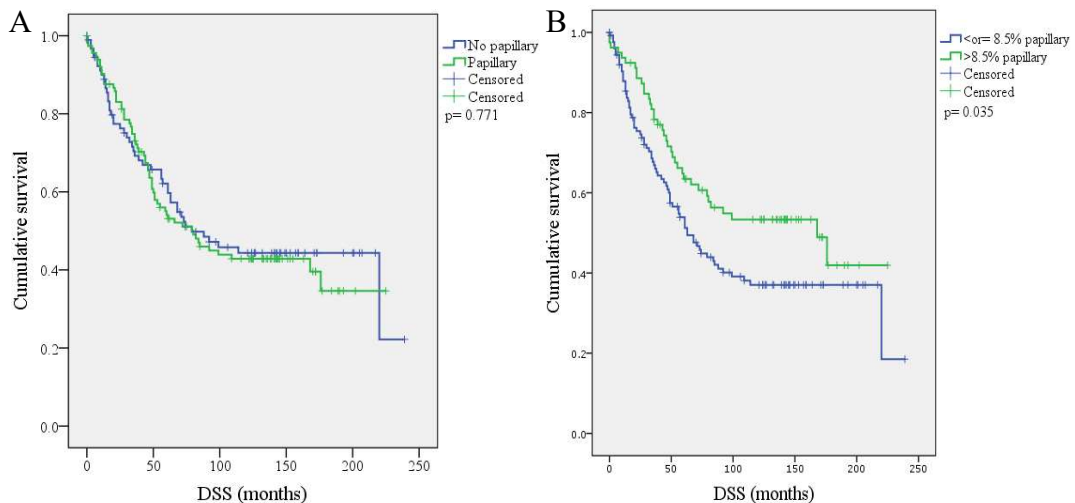 A
Cumulative survival
1.0
0.8
0.6
0.4
0.2
0.0
0 50 100 150 200 250
DSS (months)
No papillary
Papillary
Censored
Censored
p= 0.771
B
Cumulative survival
1.0
0.8
0.6
0.4
0.2
0.0
0 50 100 150 200 250
DSS (months)
<or= 8.5% papillary
>8.5% papillary
Censored
Censored
p= 0.035